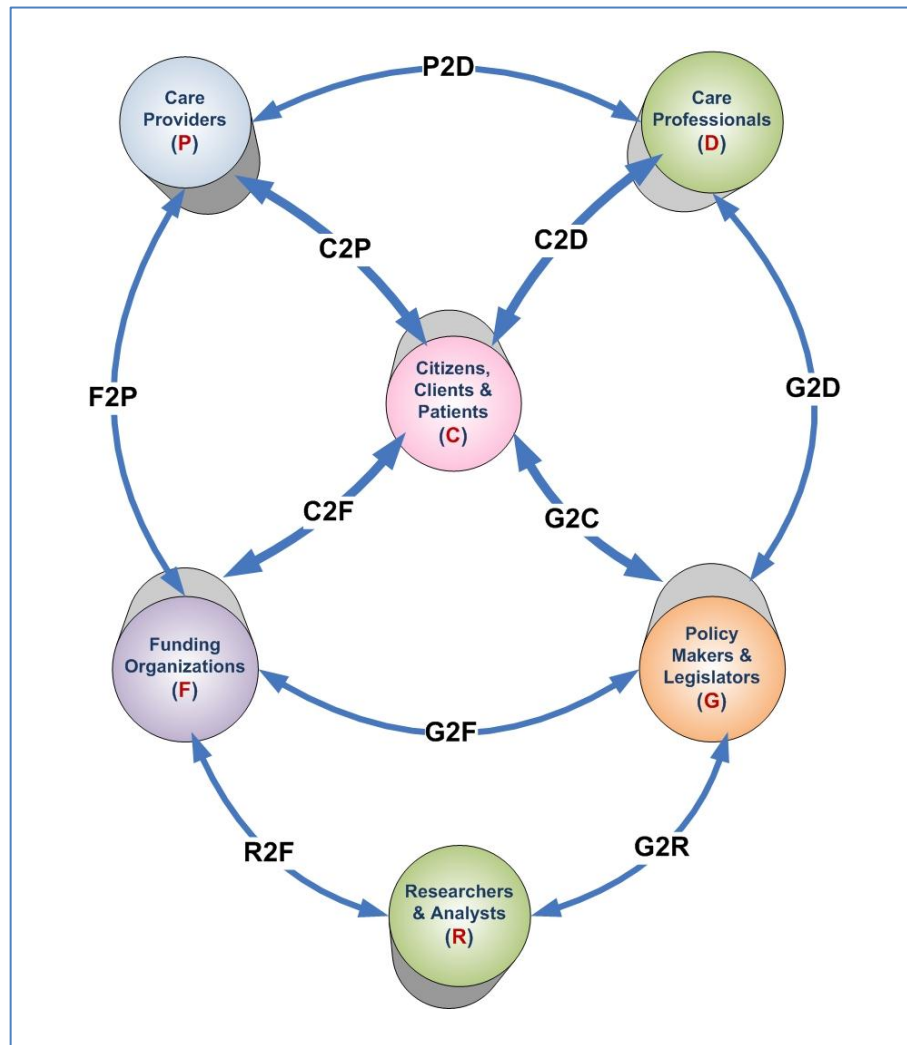 P2D
Care
Providers
(P)
Care
Professionals
(D)
C2P
C2D
Citizens,
Clients &
Patients
(C)
F2P
G2D
C2F
G2C
Funding
Organizations
(F)
Policy
Makers &
Legislators
(G)
G2F
R2F
G2R
Researchers
& Analysts
(R)